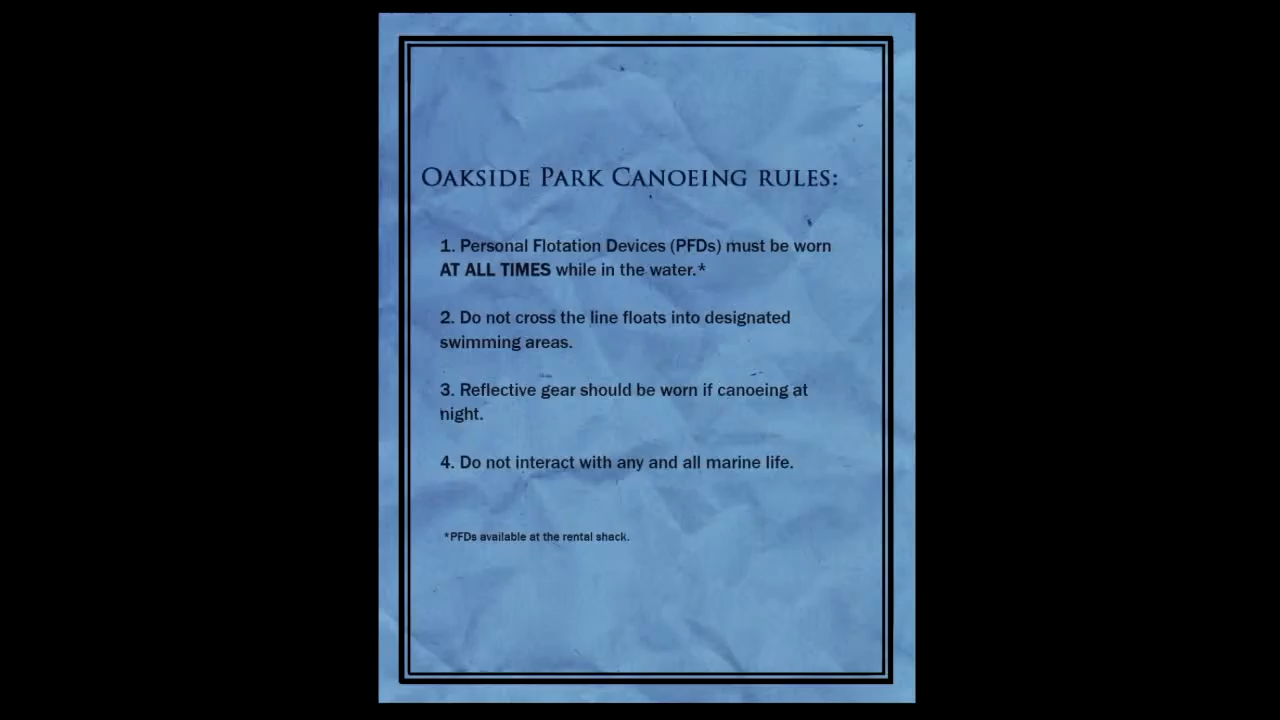 Oakside Park Canoeing rules:
1. Personal Flotation Devices (PFDs) must be worn
AT ALL TIMES while in the water.*
2. Do not cross the line floats into designated
swimming areas.
3. Reflective gear should be worn if canoeing at
night.
4. Do not interact with any and all marine life.
*PFDs available at the rental shack.